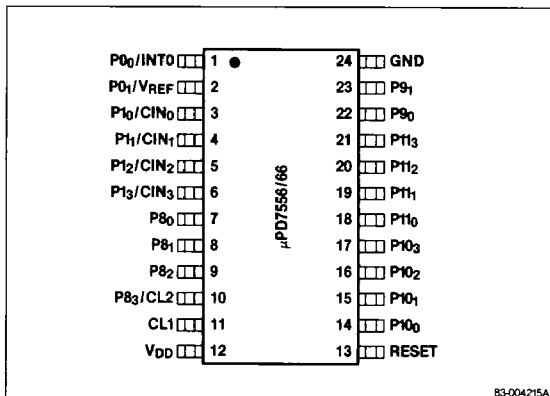 P0₀/INT0 1 24 GND
P0₁/VREF 2 23 P9₁
P1₀/CIN₀ 3 22 P9₀
P1₁/CIN₁ 4 21 P11₃
P1₂/CIN₂ 5 20 P11₂
P1₃/CIN₃ 6 19 P11₁
P8₀ 7 18 P11₀
P8₁ 8 17 P10₃
P8₂ 9 16 P10₂
P8₃/CL2 10 15 P10₁
CL1 11 14 P10₀
VDD 12 13 RESET
μPD7556/66
83-004215A